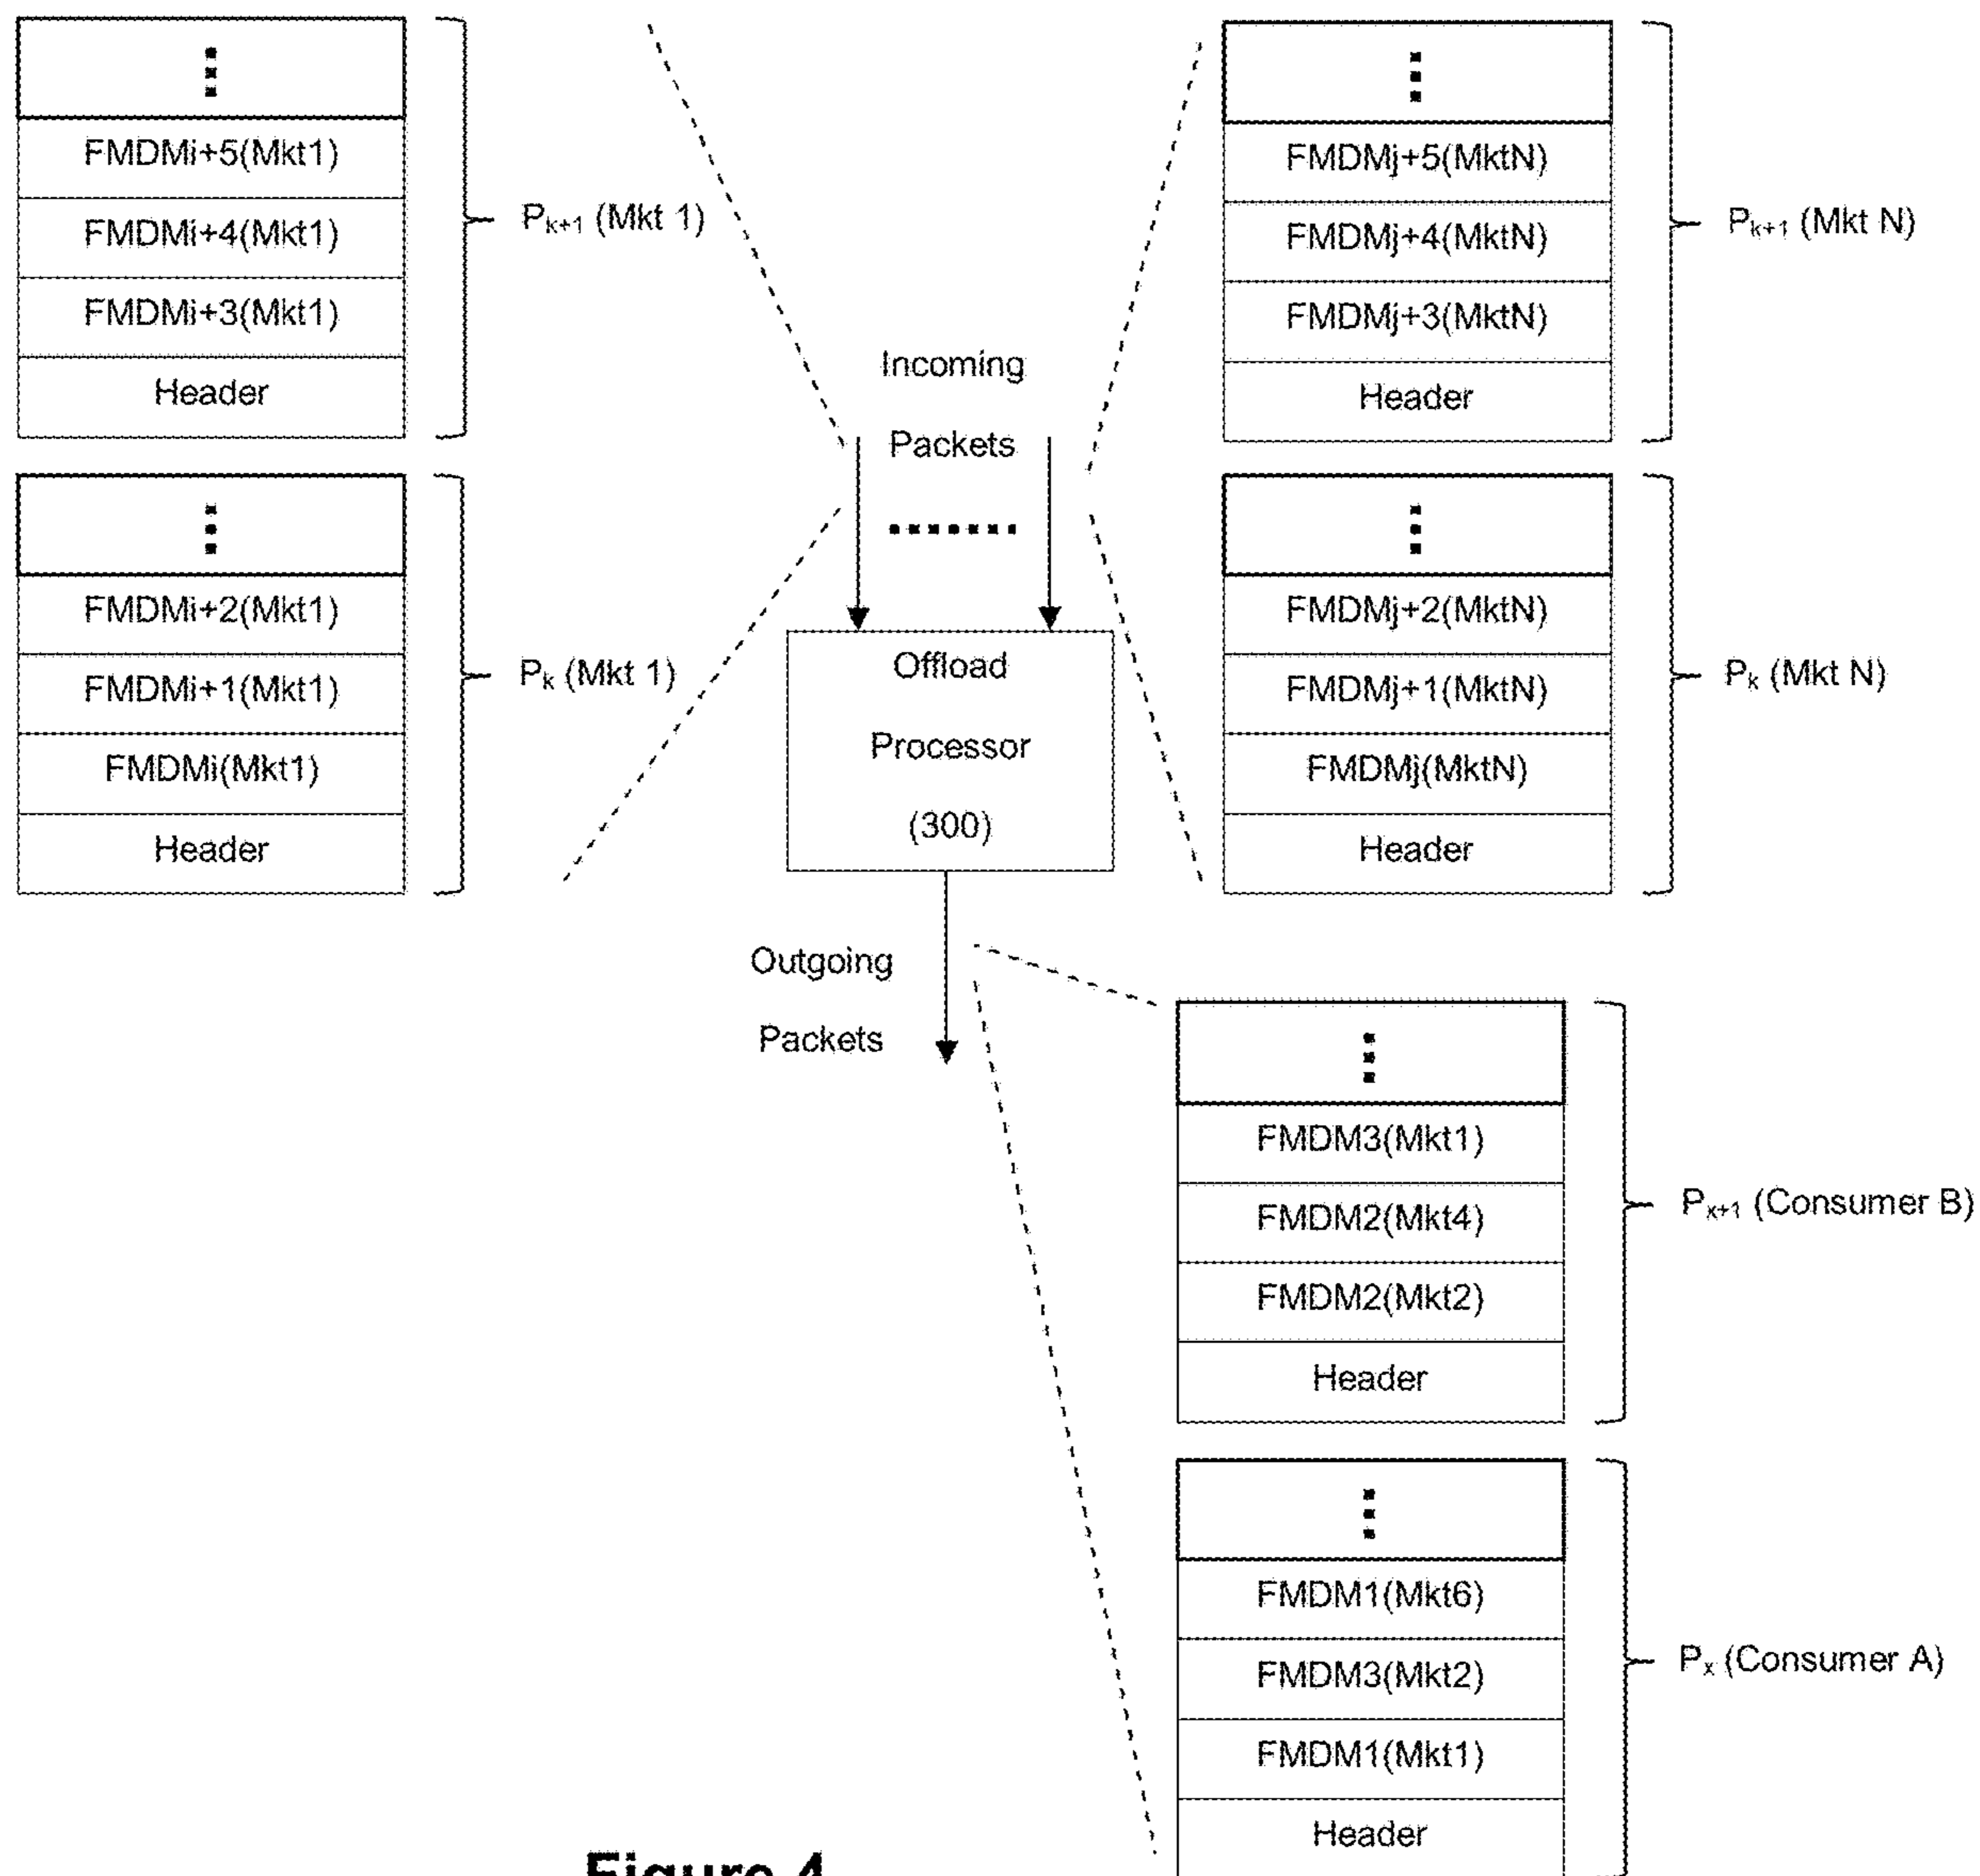 FMDMi+5(Mkt1)
FMDMi+4(Mkt1)
FMDMi+3(Mkt1)
Header
Pk+1 (Mkt 1)
FMDMi+2(Mkt1)
FMDMi+1(Mkt1)
FMDMi(Mkt1)
Header
Pk (Mkt 1)
Incoming
Packets
Offload
Processor
(300)
FMDMj+5(MktN)
FMDMj+4(MktN)
FMDMj+3(MktN)
Header
Pk+1 (Mkt N)
FMDMj+2(MktN)
FMDMj+1(MktN)
FMDMj(MktN)
Header
Pk (Mkt N)
Outgoing
Packets
FMDM3(Mkt1)
FMDM2(Mkt4)
FMDM2(Mkt2)
Header
Px+1 (Consumer B)
FMDM1(Mkt6)
FMDM3(Mkt2)
FMDM1(Mkt1)
Header
Px (Consumer A)
Figure 4